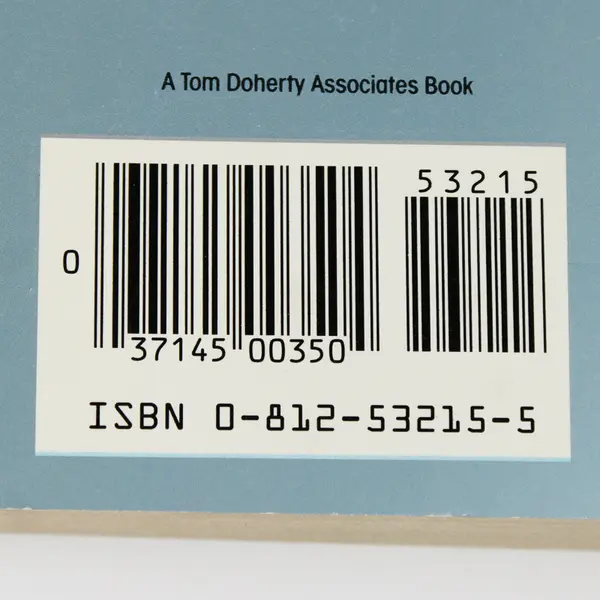 A Tom Doherty Associates Book
53215
0
37145 00350
ISBN 0-812-53215-5